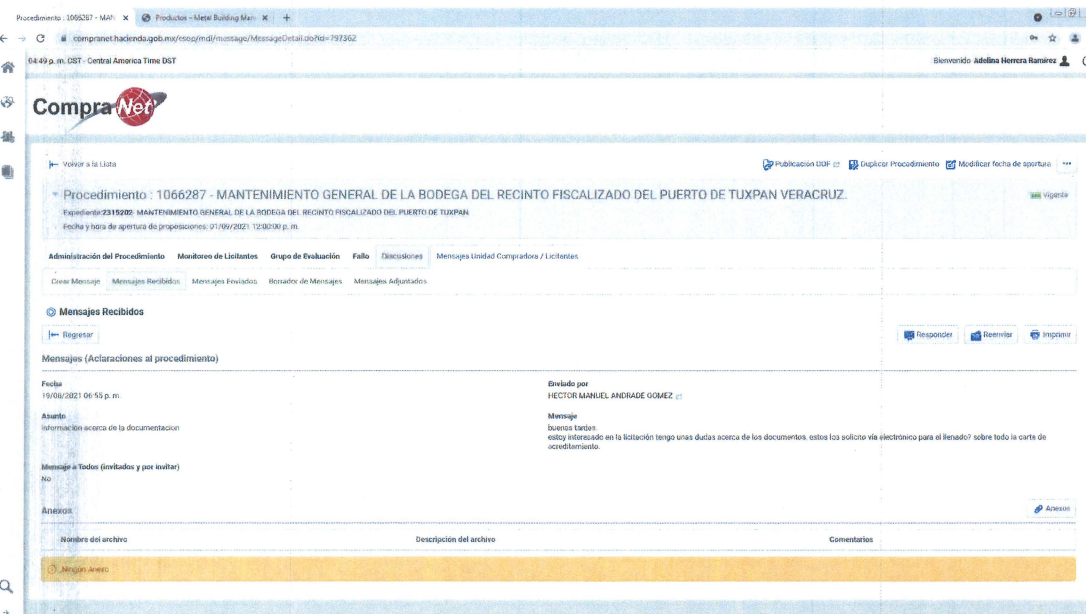 Procedimiento : 1066287 - MAN
Productos – Metal Building Man
compranet.hacienda.gob.mx/esop/mdl/message/MessageDetail.do?id=797362
04:49 p. m. CST - Central America Time DST
Bienvenido Adelina Herrera Ramirez
CompraNet
Volver a la Lista
Publicación DOF
Duplicar Procedimiento
Modificar fecha de apertura
Procedimiento : 1066287 - MANTENIMIENTO GENERAL DE LA BODEGA DEL RECINTO FISCALIZADO DEL PUERTO DE TUXPAN VERACRUZ.
Vigente
Expediente:2315202- MANTENIMIENTO GENERAL DE LA BODEGA DEL RECINTO FISCALIZADO DEL PUERTO DE TUXPAN
Fecha y hora de apertura de proposiciones: 01/09/2021 12:00:00 p. m.
Administración del Procedimiento Monitoreo de Licitantes Grupo de Evaluación Fallo Discusiones Mensajes Unidad Compradora / Licitantes
Crear Mensaje Mensajes Recibidos Mensajes Enviados Borrador de Mensajes Mensajes Adjuntados
Mensajes Recibidos
Regresar
Responder
Reenviar
Imprimir
Mensajes (Aclaraciones al procedimiento)
Fecha
19/08/2021 06:55 p. m.
Enviado por
HECTOR MANUEL ANDRADE GOMEZ
Asunto
Información acerca de la documentacion
Mensaje
buenas tardes.
estoy interesado en la licitación tengo unas dudas acerca de los documentos, estos los solicito vía electrónico para el llenado? sobre todo la carta de
acreditamiento.
Mensaje a Todos (invitados y por invitar)
No
Anexos
Anexos
Nombre del archivo
Descripción del archivo
Comentarios
Ningún Anexo